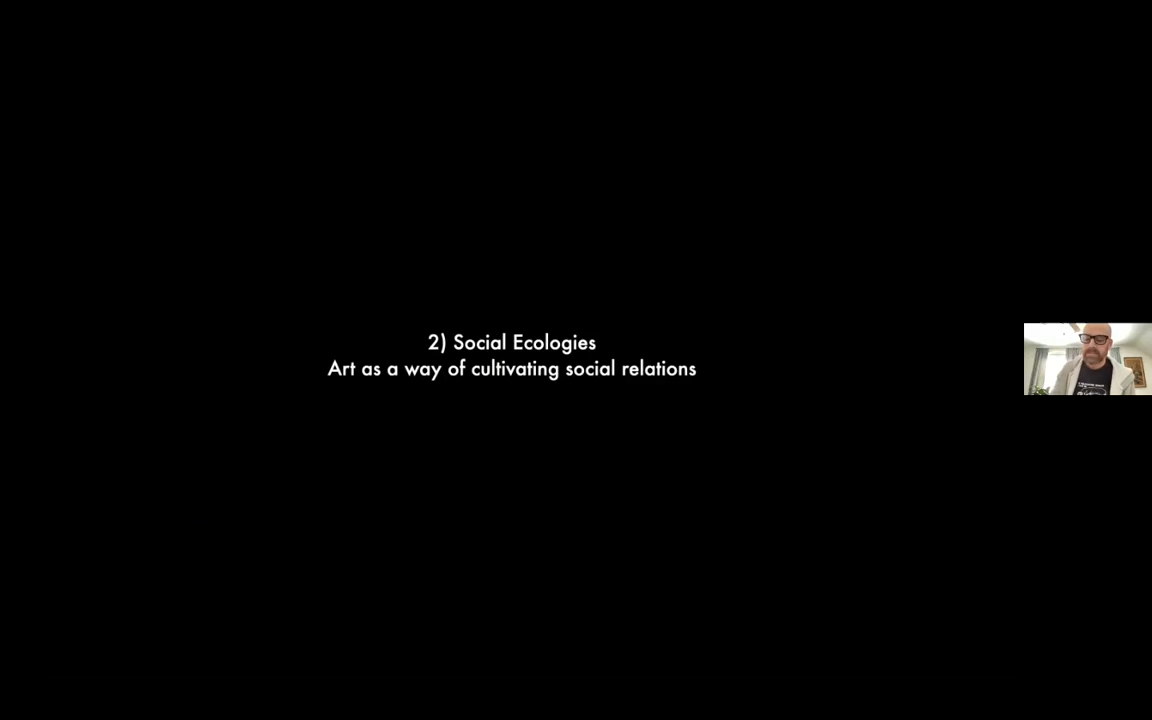 2) Social Ecologies
Art as a way of cultivating social relations